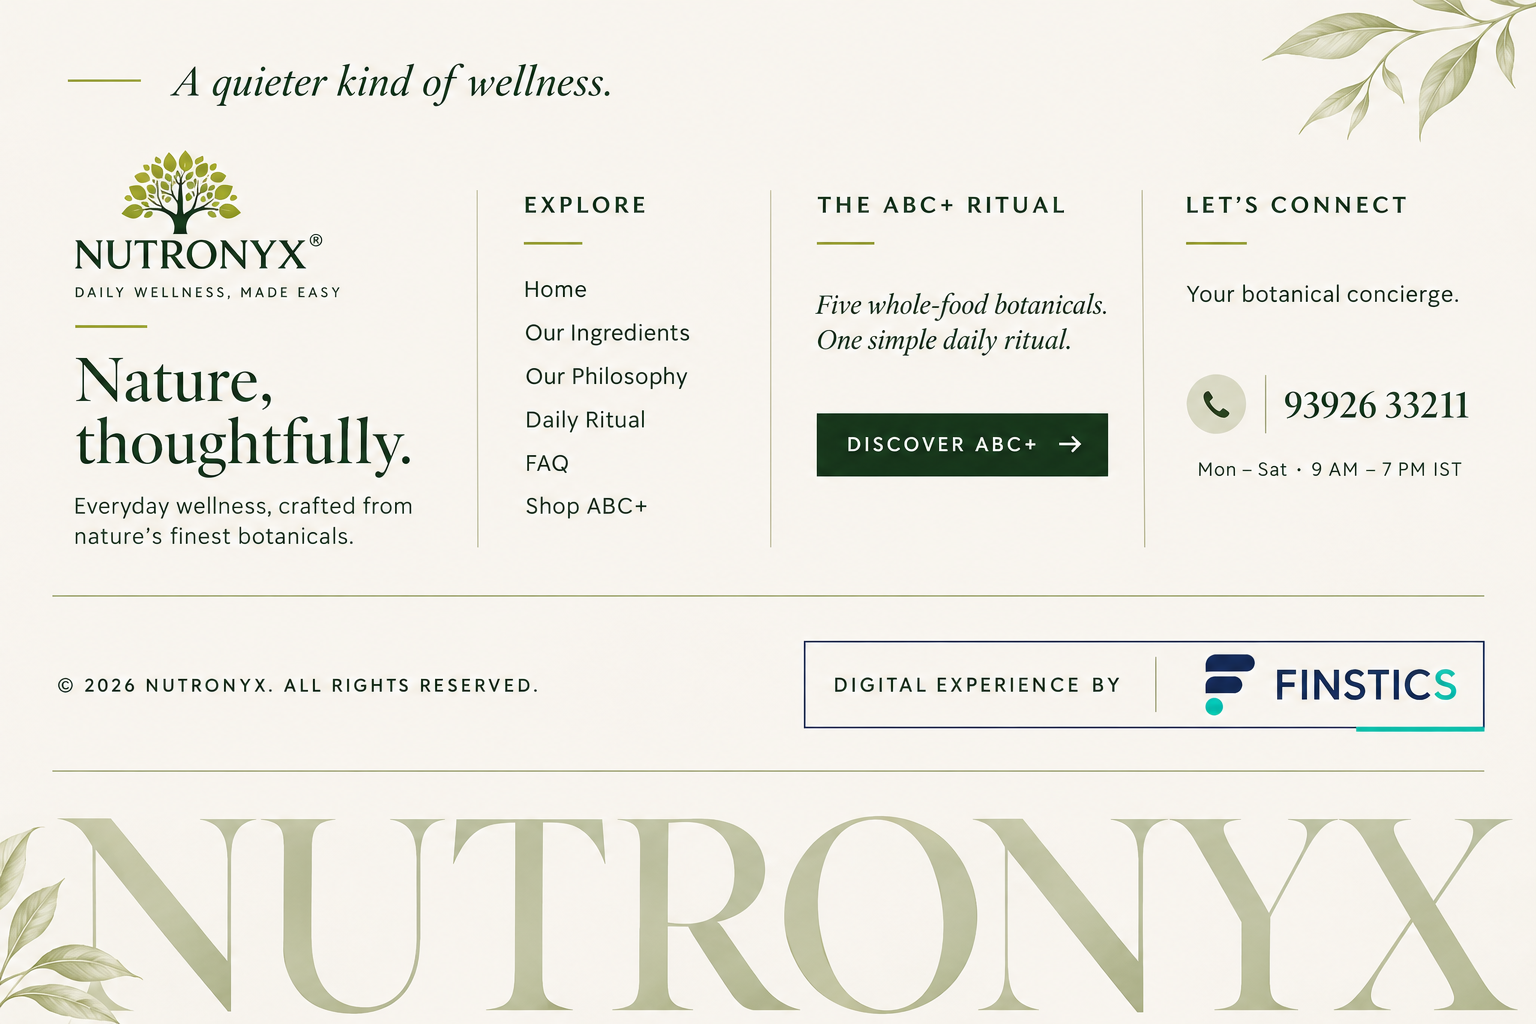 A quieter kind of wellness.
NUTRONYX®
DAILY WELLNESS, MADE EASY
Nature,
thoughtfully.
Everyday wellness, crafted from
nature’s finest botanicals.
EXPLORE
Home
Our Ingredients
Our Philosophy
Daily Ritual
FAQ
Shop ABC+
THE ABC+ RITUAL
Five whole-food botanicals.
One simple daily ritual.
DISCOVER ABC+ →
LET’S CONNECT
Your botanical concierge.
93926 33211
Mon – Sat • 9 AM – 7 PM IST
© 2026 NUTRONYX. ALL RIGHTS RESERVED.
DIGITAL EXPERIENCE BY
FINSTICS
NUTRONYX